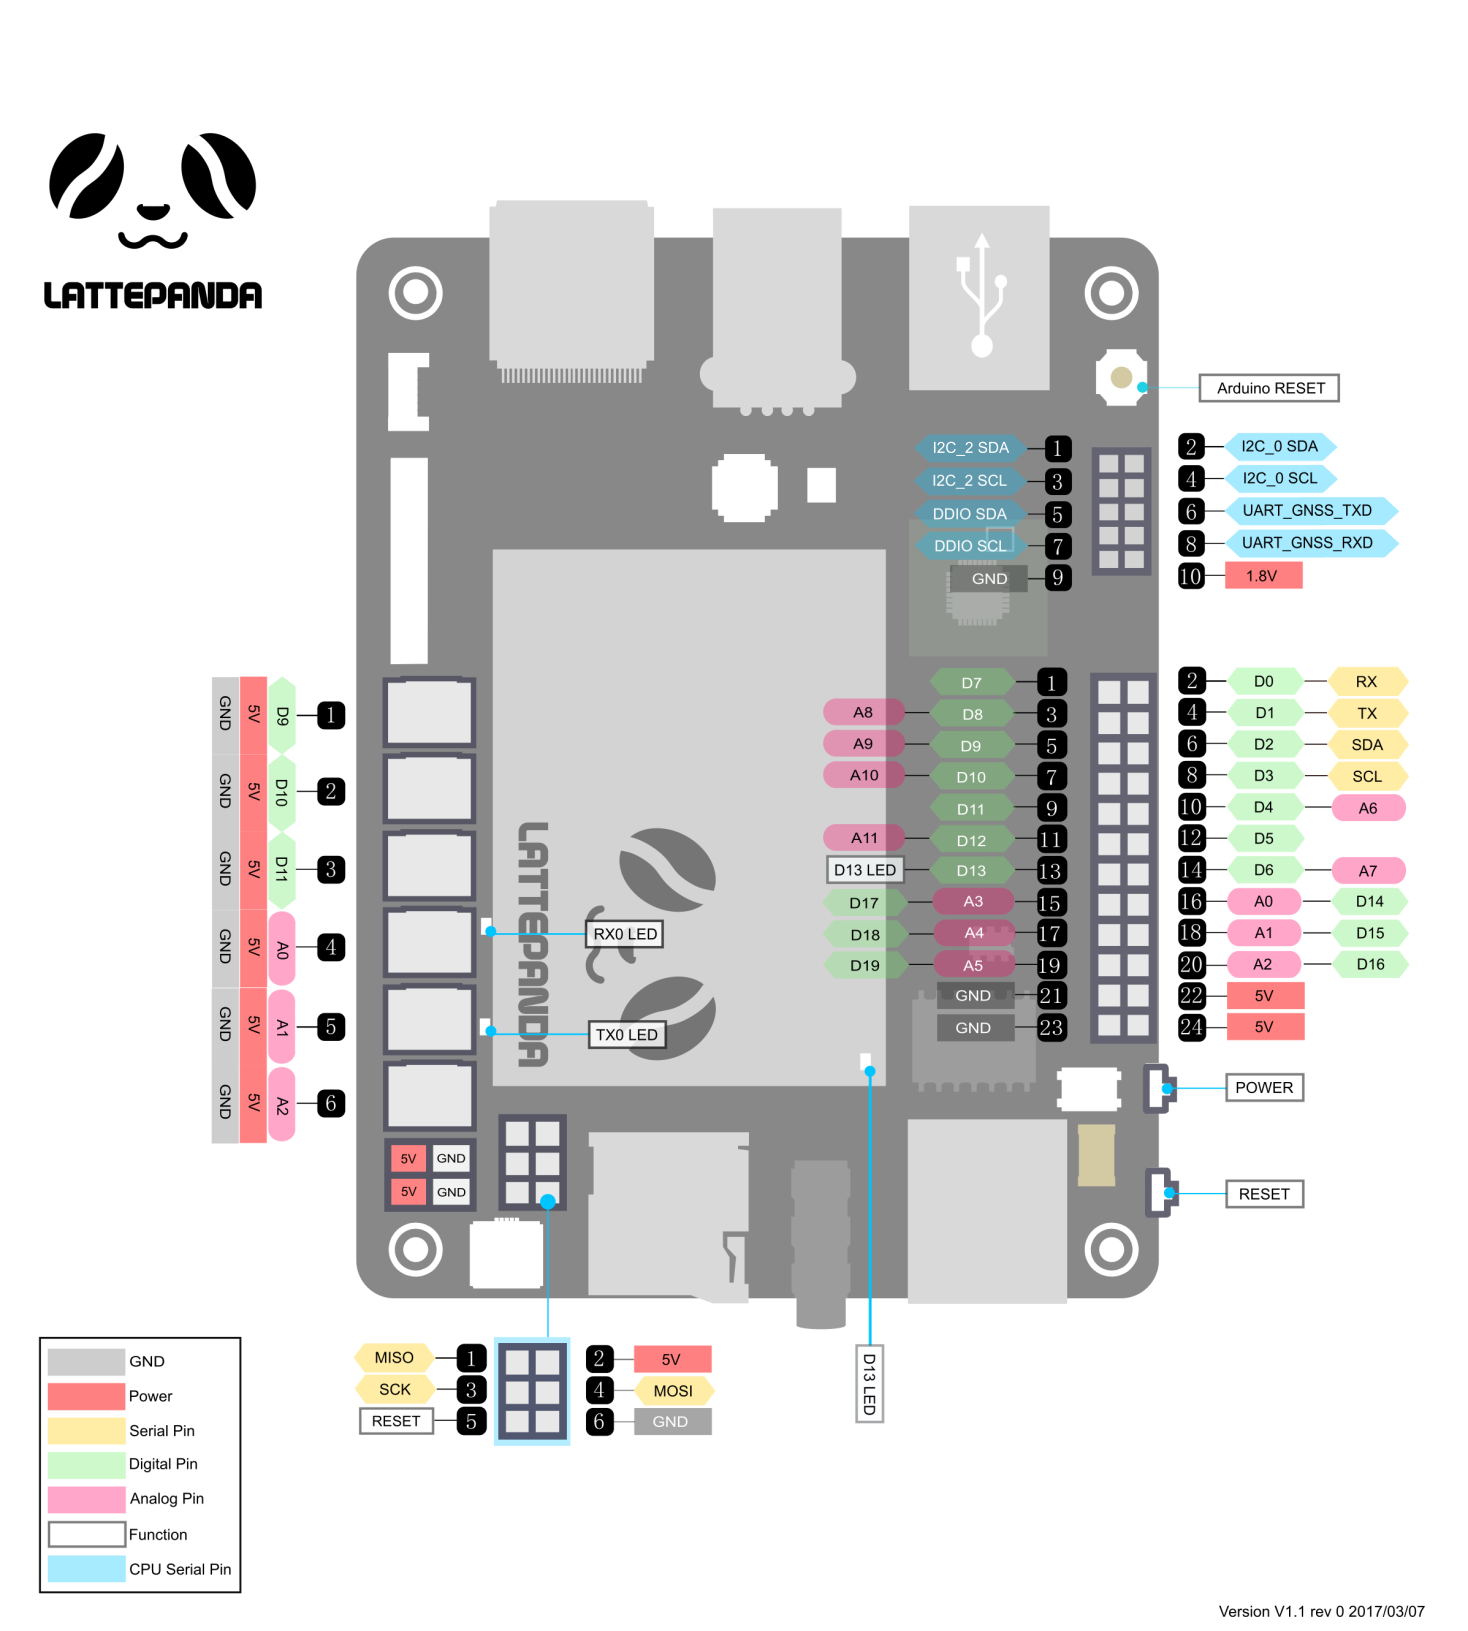 LATTEPANDA
Arduino RESET
I2C_2 SDA 1 2 I2C_0 SDA
I2C_2 SCL 3 4 I2C_0 SCL
DDIO SDA 5 6 UART_GNSS_TXD
DDIO SCL 7 8 UART_GNSS_RXD
GND 9 10 1.8V
D7 1 2 D0 RX
A8 D8 3 4 D1 TX
A9 D9 5 6 D2 SDA
A10 D10 7 8 D3 SCL
D11 9 10 D4 A6
A11 D12 11 12 D5
D13 LED D13 13 14 D6 A7
D17 A3 15 16 A0 D14
D18 A4 17 18 A1 D15
D19 A5 19 20 A2 D16
GND 21 22 5V
GND 23 24 5V
GND 5V D9 1
GND 5V D10 2
GND 5V D11 3
GND 5V A0 4
GND 5V A1 5
GND 5V A2 6
LATTEPANDA
RX0 LED
TX0 LED
POWER
RESET
5V GND
5V GND
MISO 1 2 5V
SCK 3 4 MOSI
RESET 5 6 GND
D13 LED
GND
Power
Serial Pin
Digital Pin
Analog Pin
Function
CPU Serial Pin
Version V1.1 rev 0 2017/03/07